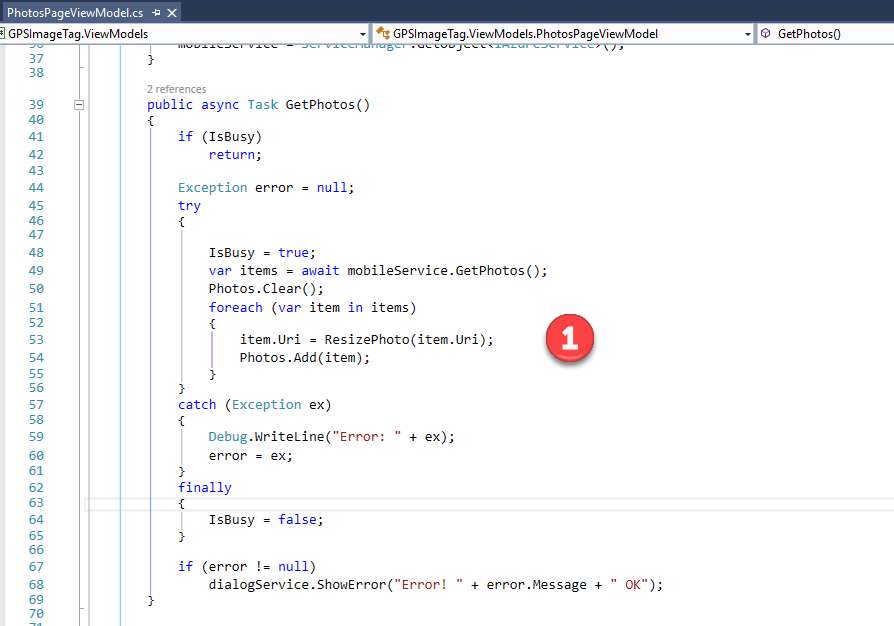 PhotosPageViewModel.cs
GPSImageTag.ViewModels GPSImageTag.ViewModels.PhotosPageViewModel GetPhotos()
36 mobileService = ServiceManager.GetObject<IAzureService>();
37 }
38
2 references
39 public async Task GetPhotos()
40 {
41 if (IsBusy)
42 return;
43
44 Exception error = null;
45 try
46 {
47
48 IsBusy = true;
49 var items = await mobileService.GetPhotos();
50 Photos.Clear();
51 foreach (var item in items)
52 {
53 item.Uri = ResizePhoto(item.Uri);
1
54 Photos.Add(item);
55 }
56 }
57 catch (Exception ex)
58 {
59 Debug.WriteLine("Error: " + ex);
60 error = ex;
61 }
62 finally
63 {
64 IsBusy = false;
65 }
66
67 if (error != null)
68 dialogService.ShowError("Error! " + error.Message + " OK");
69 }
70
71